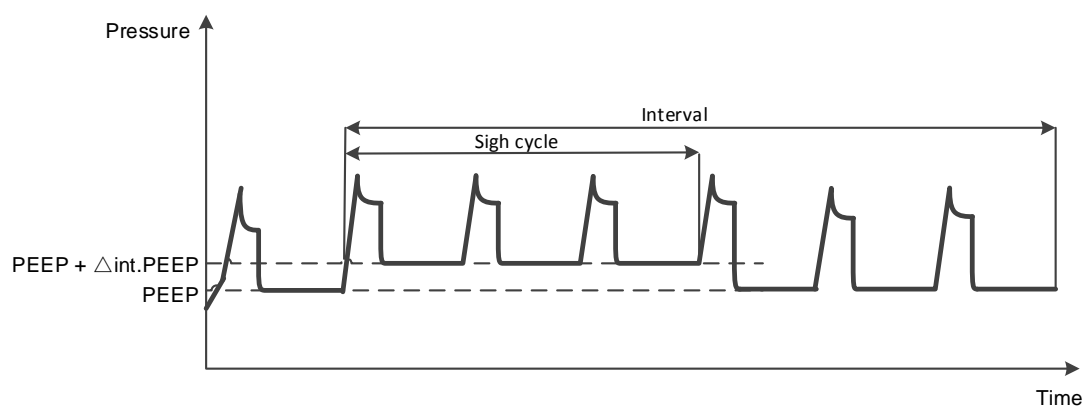 Pressure
Interval
Sigh cycle
PEEP + △int.PEEP
PEEP
Time